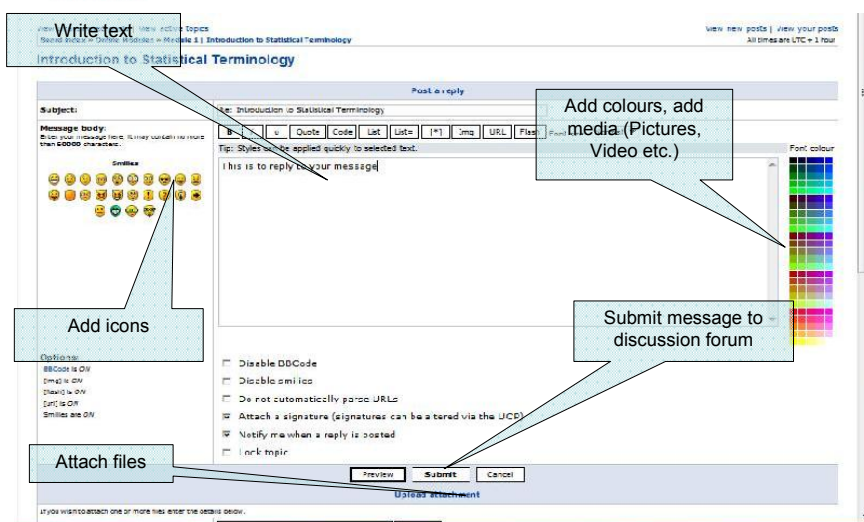 Write text
view new posts | view your posts
Board index » Online Modules » Module 1 | Introduction to Statistical Terminology
All times are UTC + 1 hour
Introduction to Statistical Terminology
Post a reply
Subject:
Re: Introduction to Statistical Terminology
Add colours, add
media (Pictures,
Video etc.)
Message body:
Enter your message here, it may contain no more
than 60000 characters.
B i u Quote Code List List= [*] Img URL Flash
Tip: Styles can be applied quickly to selected text.
Font colour
Smilies
This is to reply to your message
Add icons
Submit message to
discussion forum
Options:
BBCode is ON
[img] is ON
[flash] is ON
[url] is ON
Smilies are ON
Disable BBCode
Disable smilies
Do not automatically parse URLs
Attach a signature (signatures can be altered via the UCP)
Notify me when a reply is posted
Lock topic
Attach files
Preview Submit Cancel
Upload attachment
If you wish to attach one or more files enter the details below.